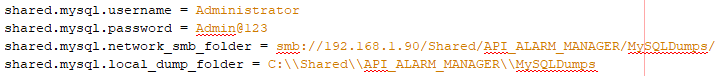 shared.mysql.username = Administrator
shared.mysql.password = Admin@123
shared.mysql.network_smb_folder = smb://192.168.1.90/Shared/API_ALARM_MANAGER/MySQLDumps/
shared.mysql.local_dump_folder = C:\\Shared\\API_ALARM_MANAGER\\MySQLDumps